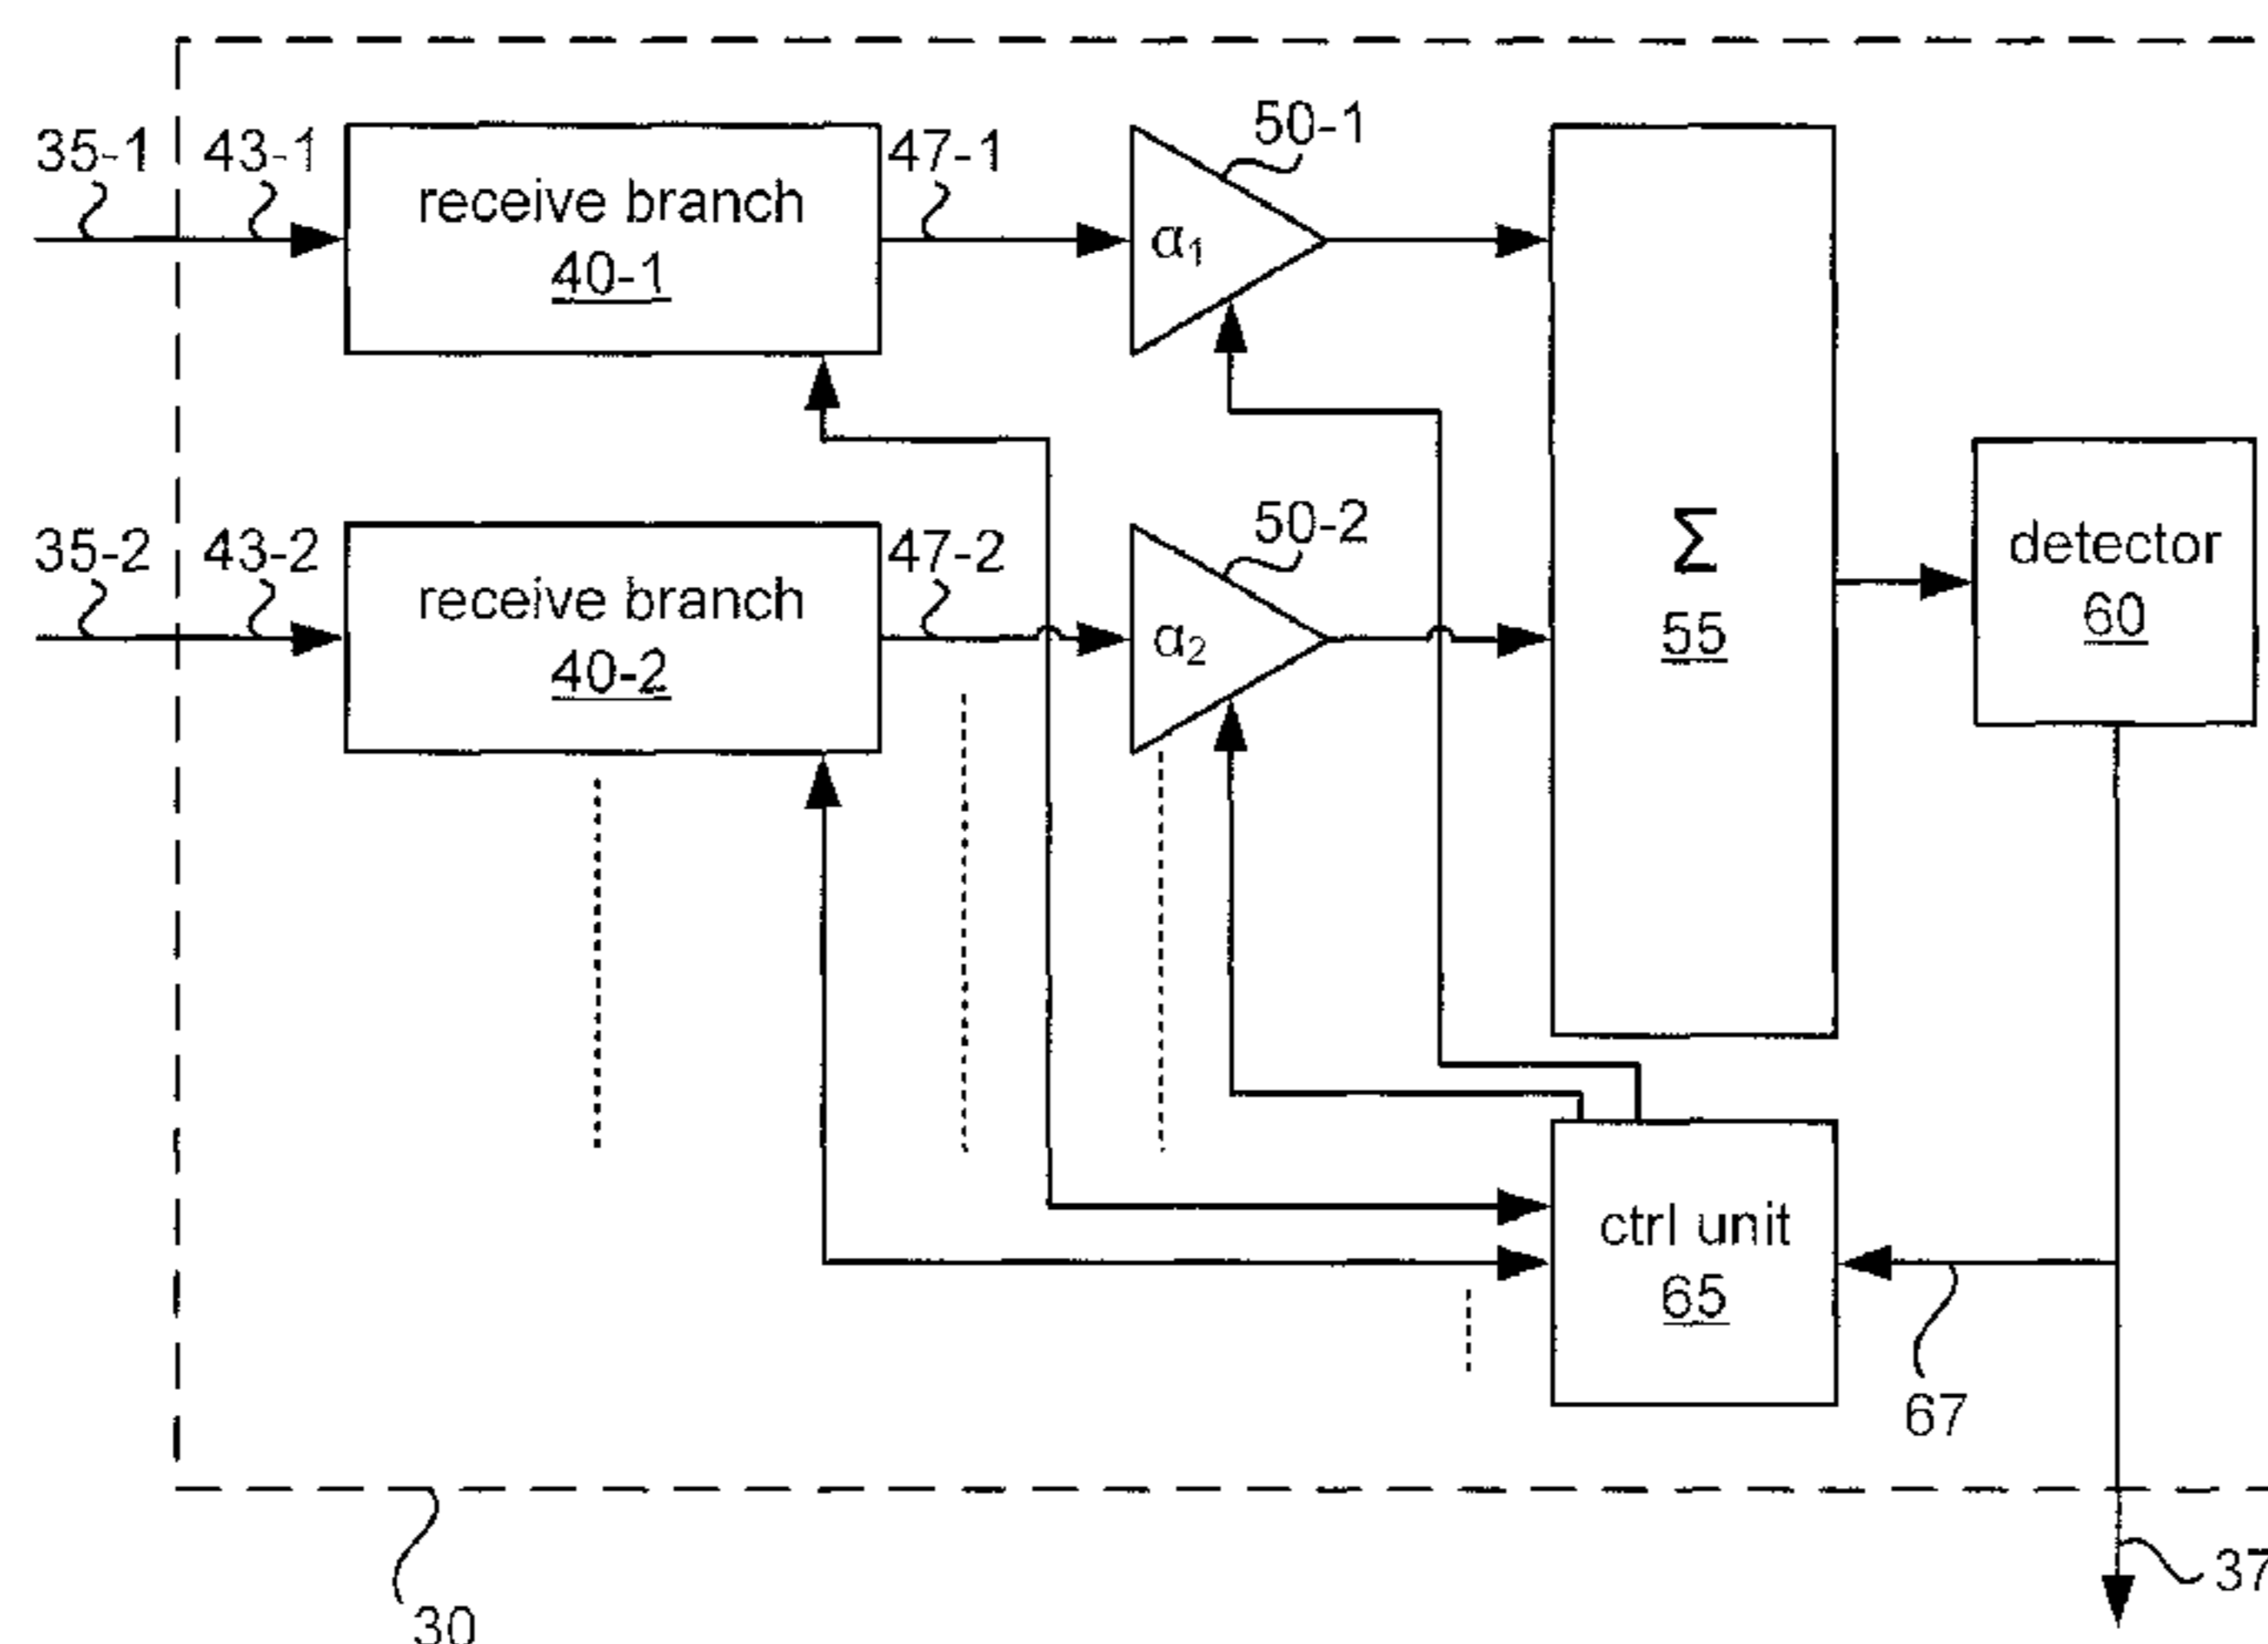 35-1
43-1
receive branch
40-1
47-1
α1
50-1
35-2
43-2
receive branch
40-2
47-2
α2
50-2
Σ
55
detector
60
ctrl unit
65
67
30
37